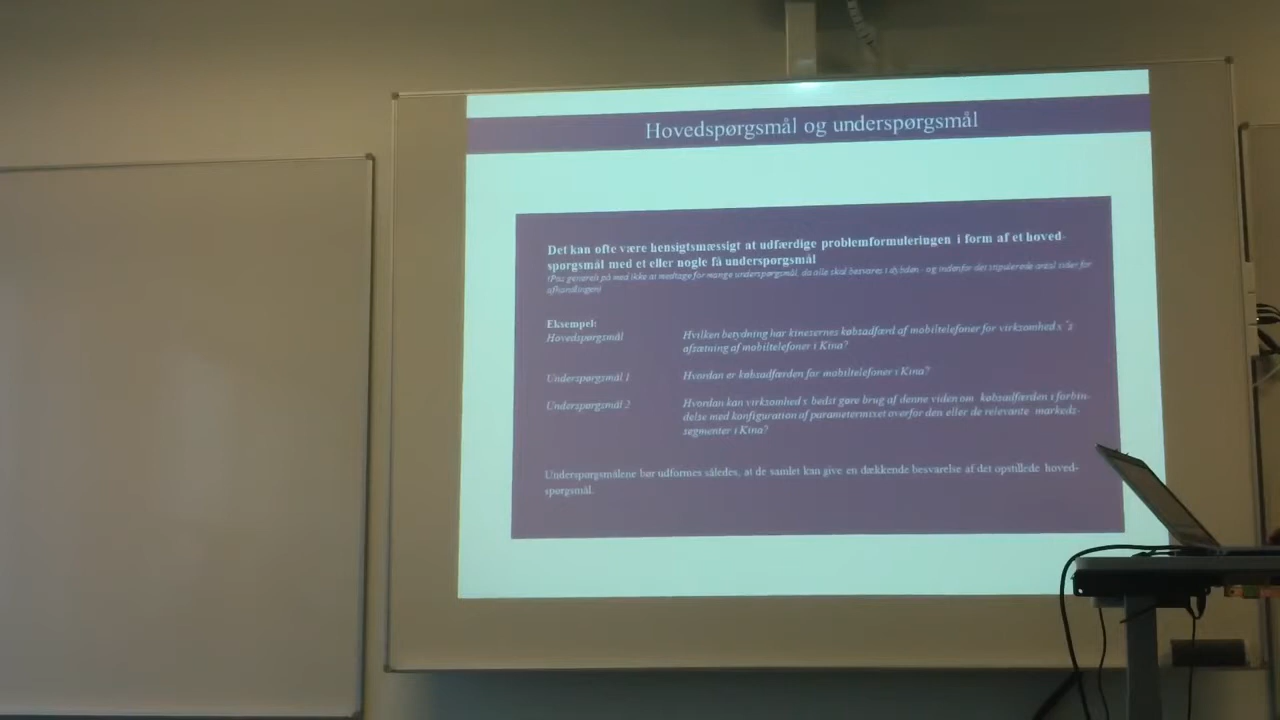 Hovedspørgsmål og underspørgsmål
Det kan ofte være hensigtsmæssigt at udfærdige problemformuleringen i form af et hoved-
spørgsmål med et eller nogle få underspørgsmål
(Pas generelt på med ikke at medtage for mange underspørgsmål, da alle skal besvares i dybden - og indenfor det stipulerede antal sider for
afhandlingen)
Eksempel:
Hovedspørgsmål Hvilken betydning har kinesernes købsadfærd af mobiltelefoner for virksomhed x´s
afsætning af mobiltelefoner i Kina?
Underspørgsmål 1 Hvordan er købsadfærden for mobiltelefoner i Kina?
Underspørgsmål 2 Hvordan kan virksomhed x bedst gøre brug af denne viden om købsadfærden i forbin-
delse med konfiguration af parametermixet overfor den eller de relevante markeds-
segmenter i Kina?
Underspørgsmålene bør udformes således, at de samlet kan give en dækkende besvarelse af det opstillede hoved-
spørgsmål.